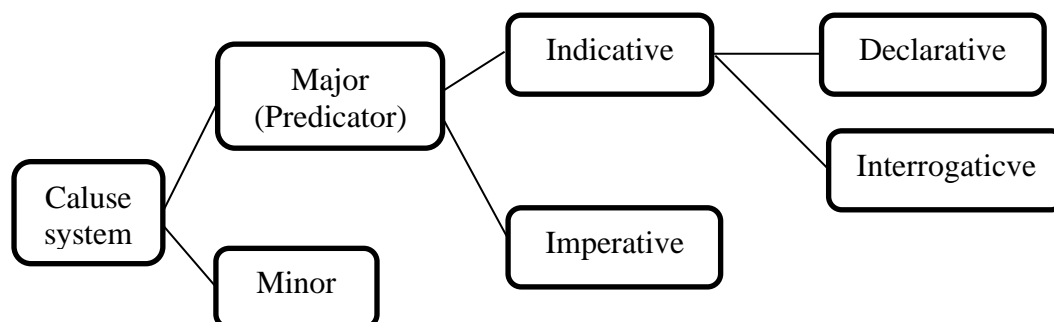 Indicative
Declarative
Major
(Predicator)
Interrogaticve
Caluse
system
Imperative
Minor